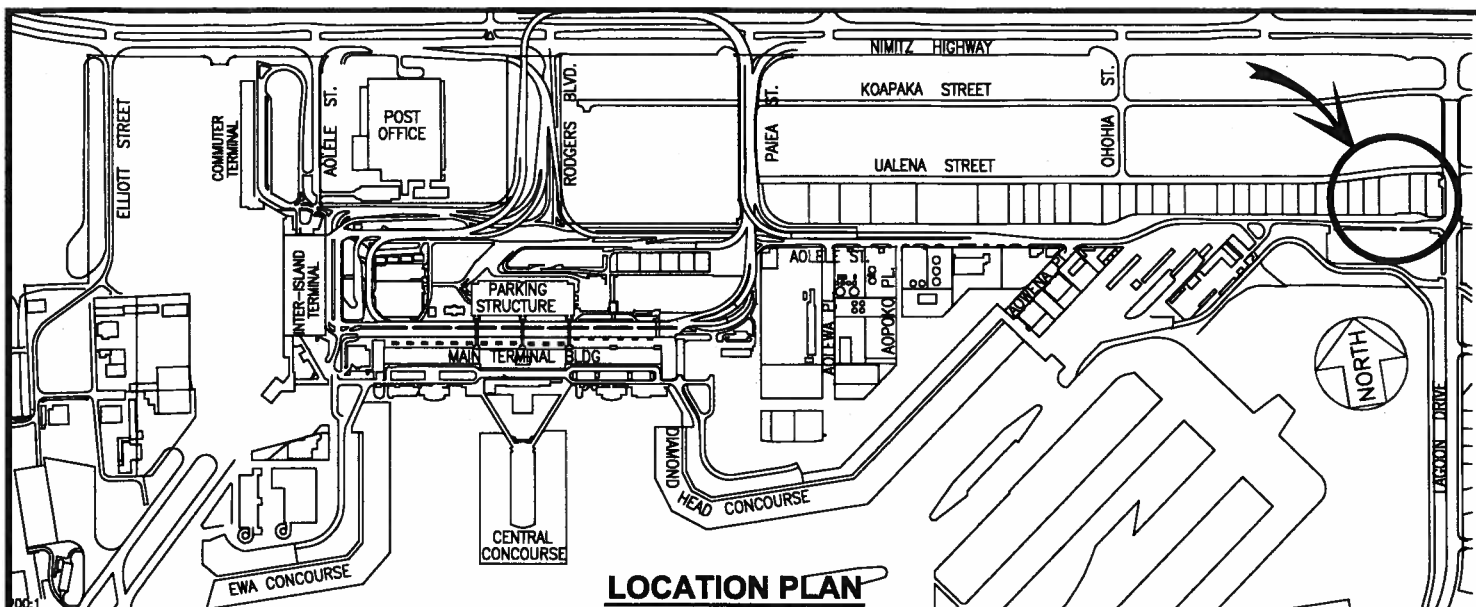 NIMITZ HIGHWAY
KOAPAKA STREET
UALENA STREET
ELLIOTT STREET
COMMUTER
TERMINAL
AOLELE ST.
POST
OFFICE
RODGERS BLVD.
PAIEA ST.
OHOHIA ST.
INTER-ISLAND
TERMINAL
PARKING
STRUCTURE
MAIN TERMINAL BLDG
AOLELE ST.
AOLEWA PL
AOPOKO PL
AOWENA PL
NORTH
LAGOON DRIVE
DIAMOND
HEAD CONCOURSE
CENTRAL
CONCOURSE
EWA CONCOURSE
LOCATION PLAN